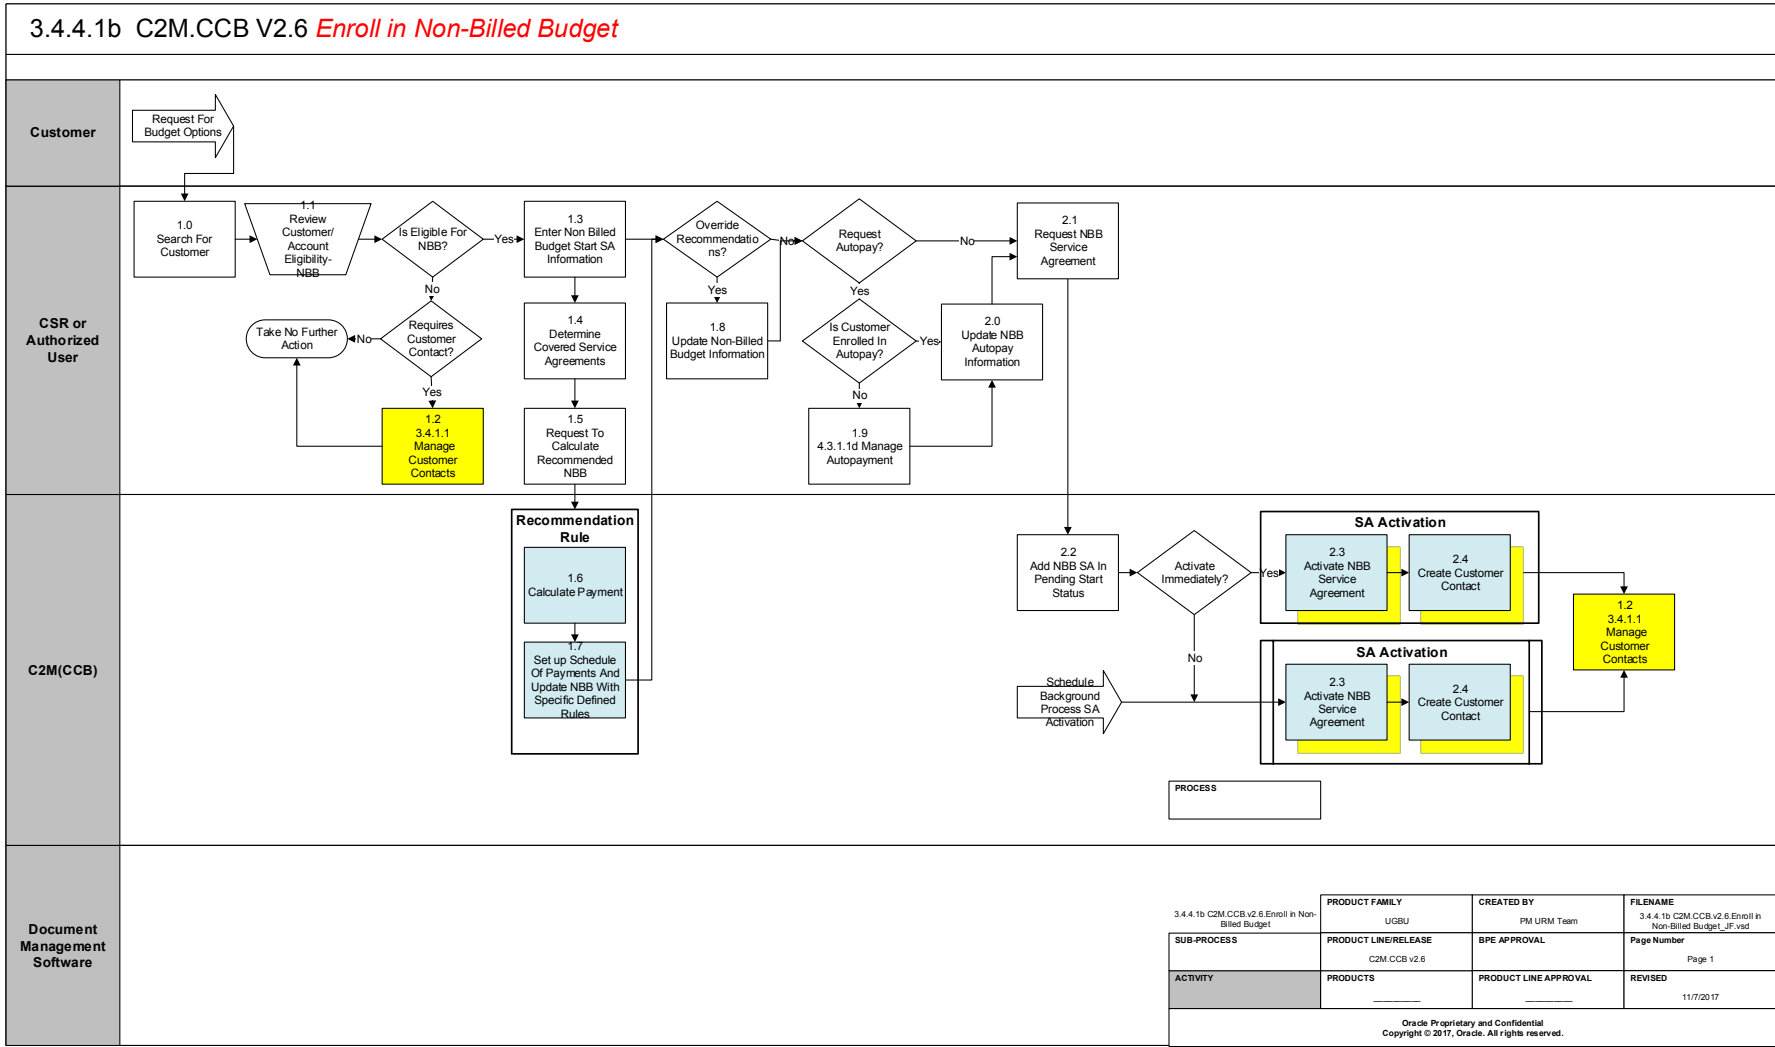 3.4.4.1b C2M.CCB V2.6 Enroll in Non-Billed Budget
Customer
Request For
Budget Options
CSR or
Authorized
User
1.0
Search For
Customer
1.1
Review
Customer/
Account
Eligibility-
NBB
Is Eligible For
NBB?
Yes
No
Requires
Customer
Contact?
No
Take No Further
Action
Yes
1.2
3.4.1.1
Manage
Customer
Contacts
1.3
Enter Non Billed
Budget Start SA
Information
1.4
Determine
Covered Service
Agreements
1.5
Request To
Calculate
Recommended
NBB
Override
Recommendatio
ns?
No
Yes
1.8
Update Non-Billed
Budget Information
Request
Autopay?
No
Yes
Is Customer
Enrolled In
Autopay?
Yes
No
1.9
4.3.1.1d Manage
Autopayment
2.0
Update NBB
Autopay
Information
2.1
Request NBB
Service
Agreement
C2M(CCB)
Recommendation
Rule
1.6
Calculate Payment
1.7
Set up Schedule
Of Payments And
Update NBB With
Specific Defined
Rules
2.2
Add NBB SA In
Pending Start
Status
Activate
Immediately?
Yes
No
SA Activation
2.3
Activate NBB
Service
Agreement
2.4
Create Customer
Contact
1.2
3.4.1.1
Manage
Customer
Contacts
Schedule
Background
Process SA
Activation
SA Activation
2.3
Activate NBB
Service
Agreement
2.4
Create Customer
Contact
PROCESS
Document
Management
Software
3.4.4.1b C2M.CCB.v2.6.Enroll in Non-
Billed Budget
PRODUCT FAMILY
UGBU
CREATED BY
PM URM Team
FILENAME
3.4.4.1b C2M.CCB.v2.6.Enroll in
Non-Billed Budget_JF.vsd
SUB-PROCESS
PRODUCT LINE/RELEASE
C2M.CCB v2.6
BPE APPROVAL
Page Number
Page 1
ACTIVITY
PRODUCTS
PRODUCT LINE APPROVAL
REVISED
11/7/2017
Oracle Proprietary and Confidential
Copyright © 2017, Oracle. All rights reserved.